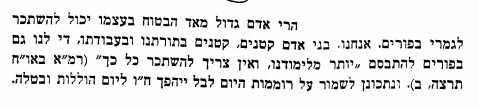 הרי אדם גדול מאד הבטוח בעצמו יכול להשתכר
לגמרי בפורים. אנחנו, בני אדם קטנים, קטנים בתורתנו ובעבודתו, די לנו גם
בפורים להתבסם „יותר מלימודנו, ואין צריך להשתכר כל כך" (רמ"א באו"ח
תרצה, ב). ונתכונן לשמור על רוממות היום לבל ייהפך ח"ו ליום הוללות ובטלה.